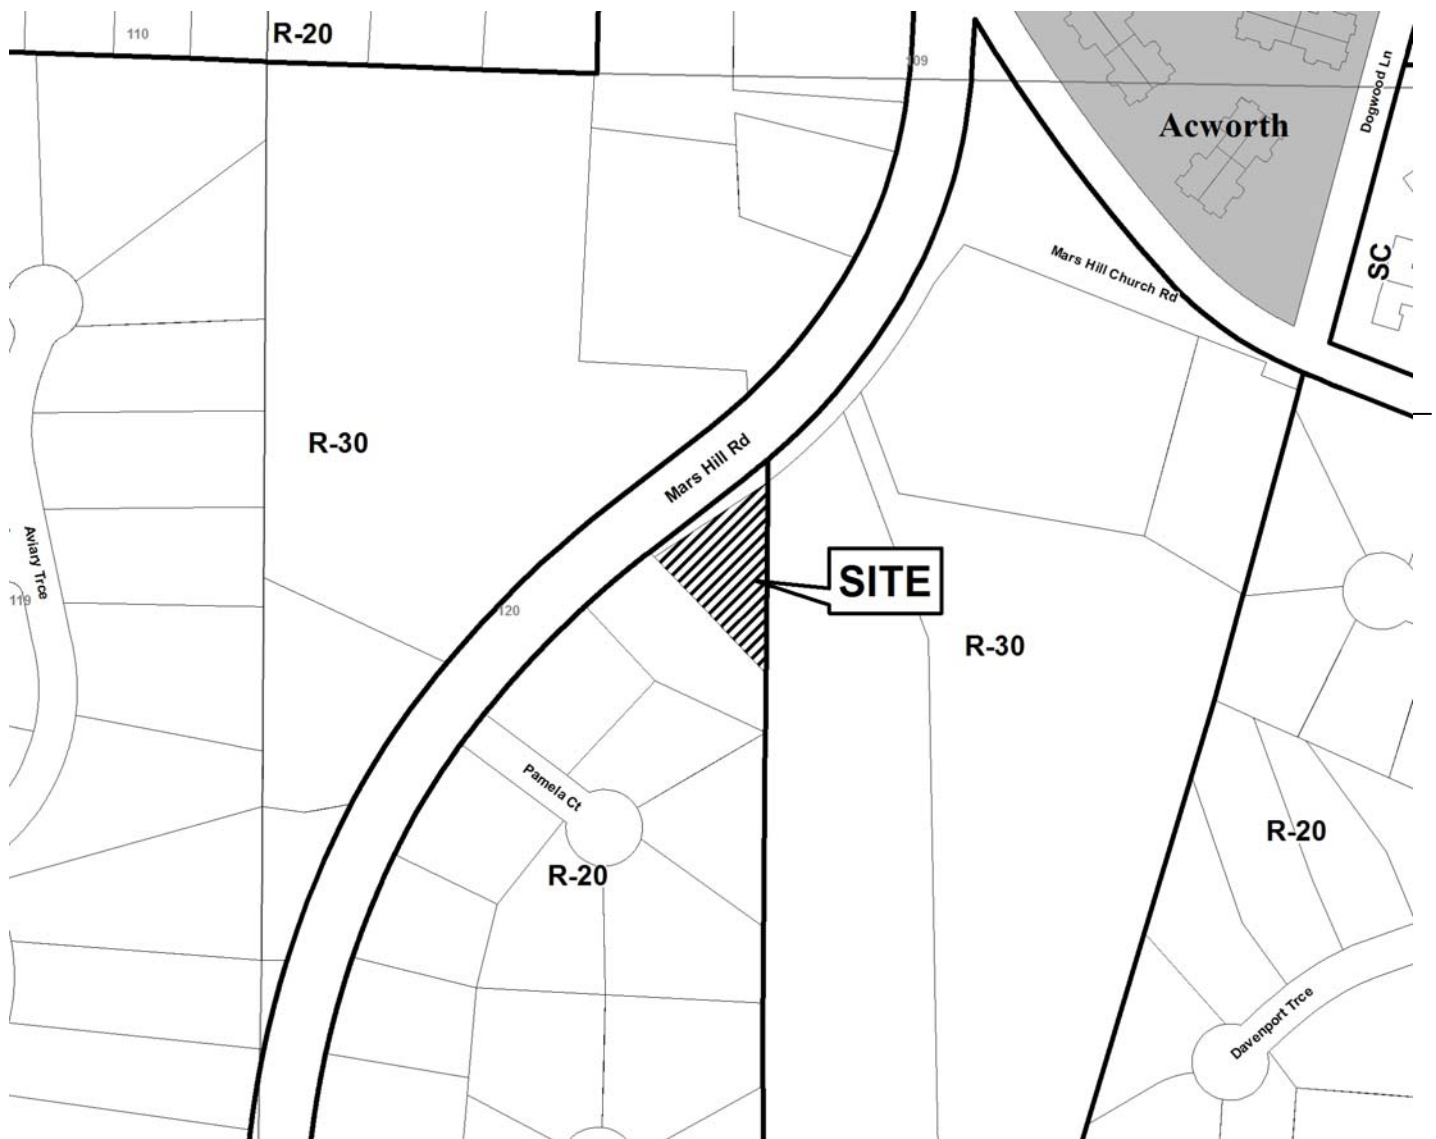 110
R-20
109
Dogwood Ln
Acworth
Mars Hill Church Rd
SC
R-30
Mars Hill Rd
Aviary Trce
119
120
SITE
R-30
Pamela Ct
R-20
R-20
Davenport Trce